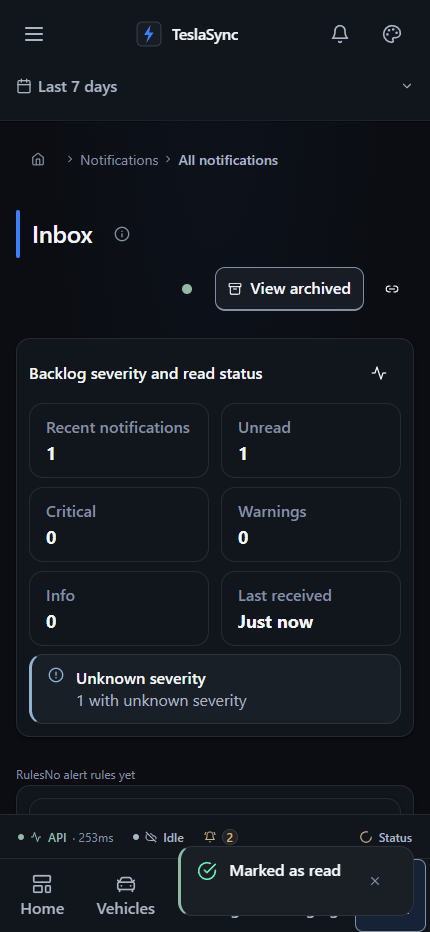 TeslaSync
Last 7 days
Notifications
All notifications
Inbox
View archived
Backlog severity and read status
Recent notifications
1
Unread
1
Critical
0
Warnings
0
Info
0
Last received
Just now
Unknown severity
1 with unknown severity
RulesNo alert rules yet
API · 253ms
Idle
2
Status
Marked as read
Home
Vehicles